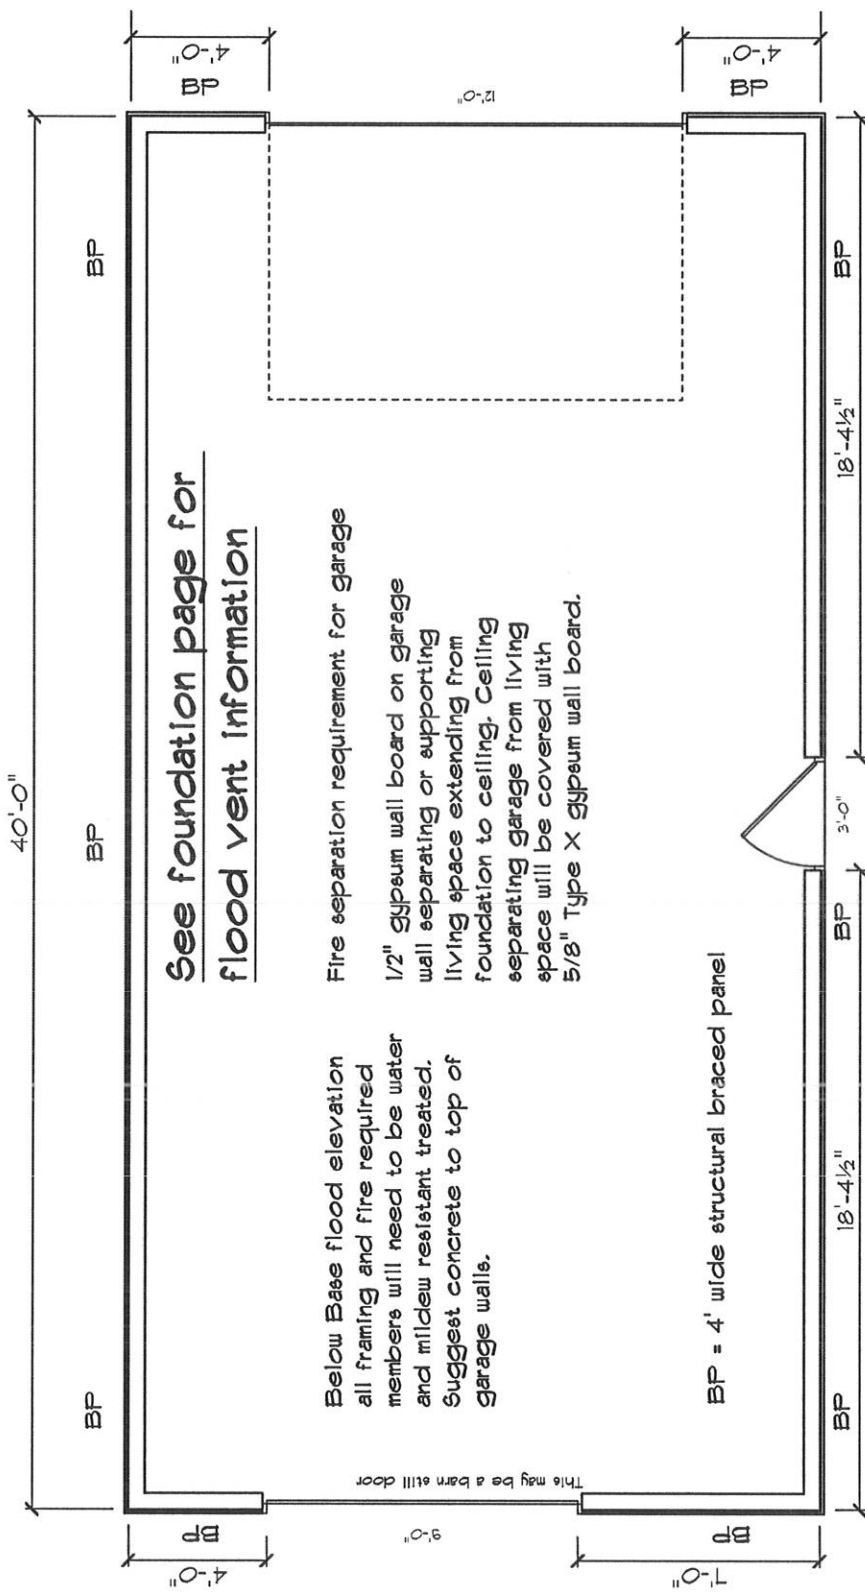 40'-0"
BP
BP
BP
4'-0"
BP
4'-0"
BP
See foundation page for
flood vent information
12'-0"
Below Base flood elevation
all framing and fire required
members will need to be water
and mildew resistant treated.
Suggest concrete to top of
garage walls.
Fire separation requirement for garage
1/2" gypsum wall board on garage
wall separating or supporting
living space extending from
foundation to ceiling. Ceiling
separating garage from living
space will be covered with
5/8" Type X gypsum wall board.
9'-0"
This may be a barn still door
BP = 4' wide structural braced panel
7'-0"
BP
4'-0"
BP
BP
BP
BP
18'-4½"
3'-0"
18'-4½"